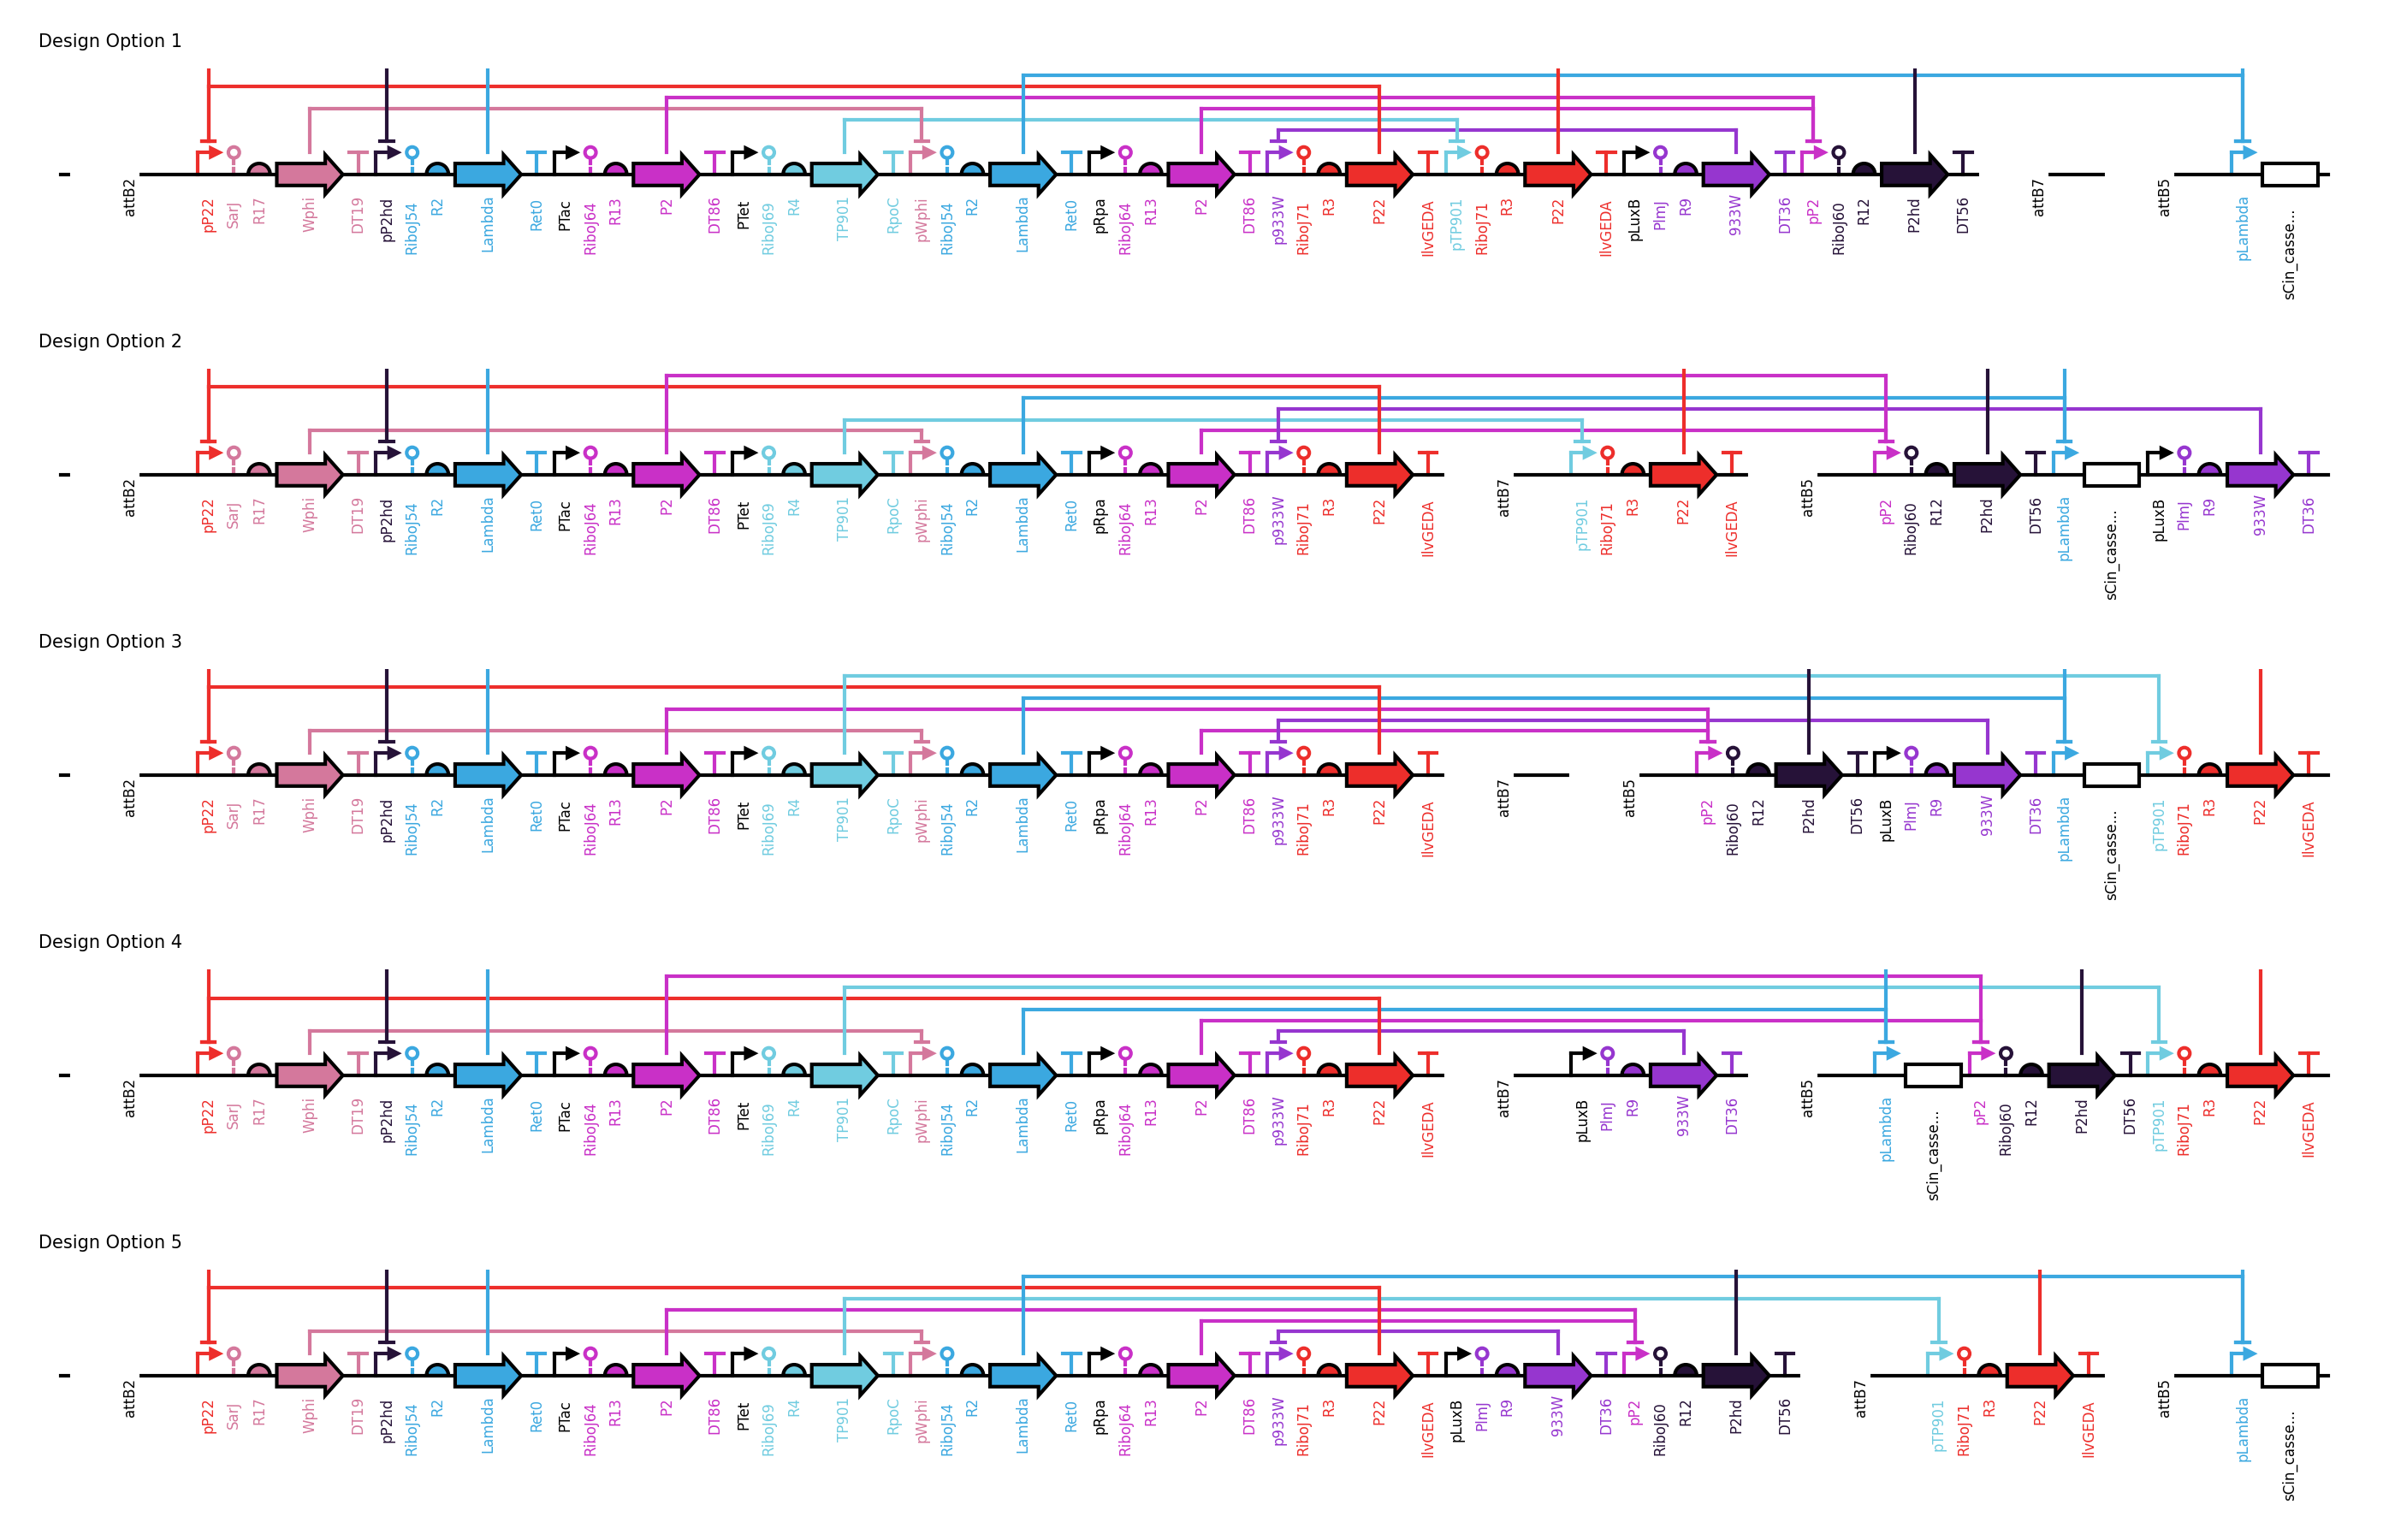 Design Option 1
attB2 pP22 SarJ R17 Wphi DT19 pP2hd RiboJ54 R2 Lambda Ret0 PTac RiboJ64 R13 P2 DT86 PTet RiboJ69 R4 TP901 RpoC pWphi RiboJ54 R2 Lambda Ret0 pRpa RiboJ64 R13 P2 DT86 p933W RiboJ71 R3 P22 IlvGEDA pTP901 RiboJ71 R3 P22 IlvGEDA pLuxB PlmJ R9 933W DT36 pP2 RiboJ60 R12 P2hd DT56 attB7 attB5 pLambda sCin_casse...
Design Option 2
attB2 pP22 SarJ R17 Wphi DT19 pP2hd RiboJ54 R2 Lambda Ret0 PTac RiboJ64 R13 P2 DT86 PTet RiboJ69 R4 TP901 RpoC pWphi RiboJ54 R2 Lambda Ret0 pRpa RiboJ64 R13 P2 DT86 p933W RiboJ71 R3 P22 IlvGEDA attB7 pTP901 RiboJ71 R3 P22 IlvGEDA attB5 pP2 RiboJ60 R12 P2hd DT56 pLambda sCin_casse... pLuxB PlmJ R9 933W DT36
Design Option 3
attB2 pP22 SarJ R17 Wphi DT19 pP2hd RiboJ54 R2 Lambda Ret0 PTac RiboJ64 R13 P2 DT86 PTet RiboJ69 R4 TP901 RpoC pWphi RiboJ54 R2 Lambda Ret0 pRpa RiboJ64 R13 P2 DT86 p933W RiboJ71 R3 P22 IlvGEDA attB7 attB5 pP2 RiboJ60 R12 P2hd DT56 pLuxB PlmJ R9 933W DT36 pLambda sCin_casse... pTP901 RiboJ71 R3 P22 IlvGEDA
Design Option 4
attB2 pP22 SarJ R17 Wphi DT19 pP2hd RiboJ54 R2 Lambda Ret0 PTac RiboJ64 R13 P2 DT86 PTet RiboJ69 R4 TP901 RpoC pWphi RiboJ54 R2 Lambda Ret0 pRpa RiboJ64 R13 P2 DT86 p933W RiboJ71 R3 P22 IlvGEDA attB7 pLuxB PlmJ R9 933W DT36 attB5 pLambda sCin_casse... pP2 RiboJ60 R12 P2hd DT56 pTP901 RiboJ71 R3 P22 IlvGEDA
Design Option 5
attB2 pP22 SarJ R17 Wphi DT19 pP2hd RiboJ54 R2 Lambda Ret0 PTac RiboJ64 R13 P2 DT86 PTet RiboJ69 R4 TP901 RpoC pWphi RiboJ54 R2 Lambda Ret0 pRpa RiboJ64 R13 P2 DT86 p933W RiboJ71 R3 P22 IlvGEDA pLuxB PlmJ R9 933W DT36 pP2 RiboJ60 R12 P2hd DT56 attB7 pTP901 RiboJ71 R3 P22 IlvGEDA attB5 pLambda sCin_casse...